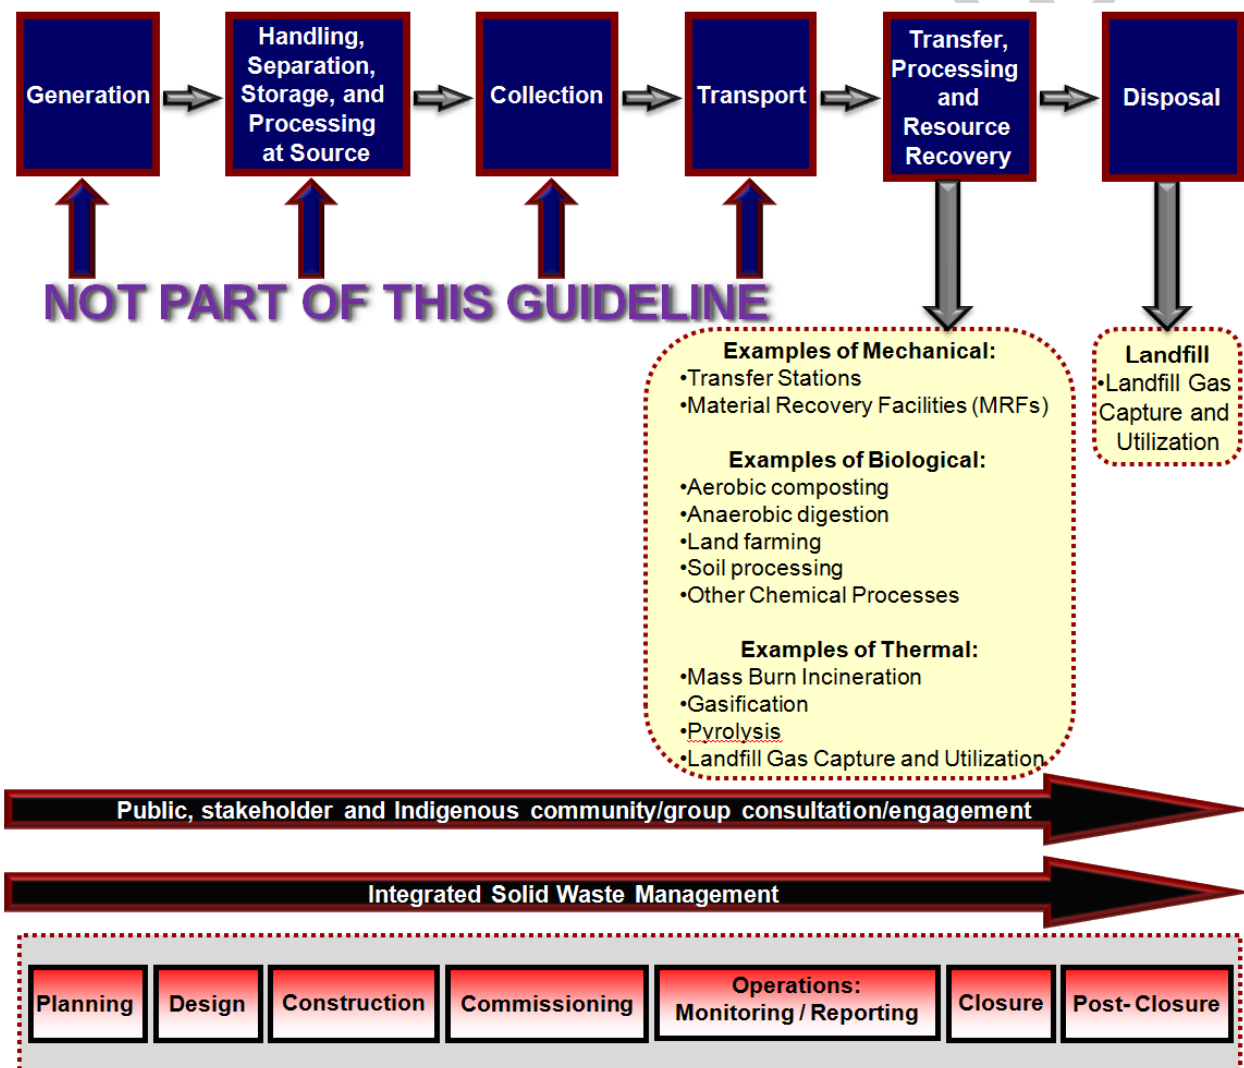 Generation
Handling,
Separation,
Storage, and
Processing
at Source
Collection
Transport
Transfer,
Processing
and
Resource
Recovery
Disposal
NOT PART OF THIS GUIDELINE
Examples of Mechanical:
•Transfer Stations
•Material Recovery Facilities (MRFs)
Examples of Biological:
•Aerobic composting
•Anaerobic digestion
•Land farming
•Soil processing
•Other Chemical Processes
Examples of Thermal:
•Mass Burn Incineration
•Gasification
•Pyrolysis
•Landfill Gas Capture and Utilization
Landfill
•Landfill Gas
Capture and
Utilization
Public, stakeholder and Indigenous community/group consultation/engagement
Integrated Solid Waste Management
Planning
Design
Construction
Commissioning
Operations:
Monitoring / Reporting
Closure
Post- Closure